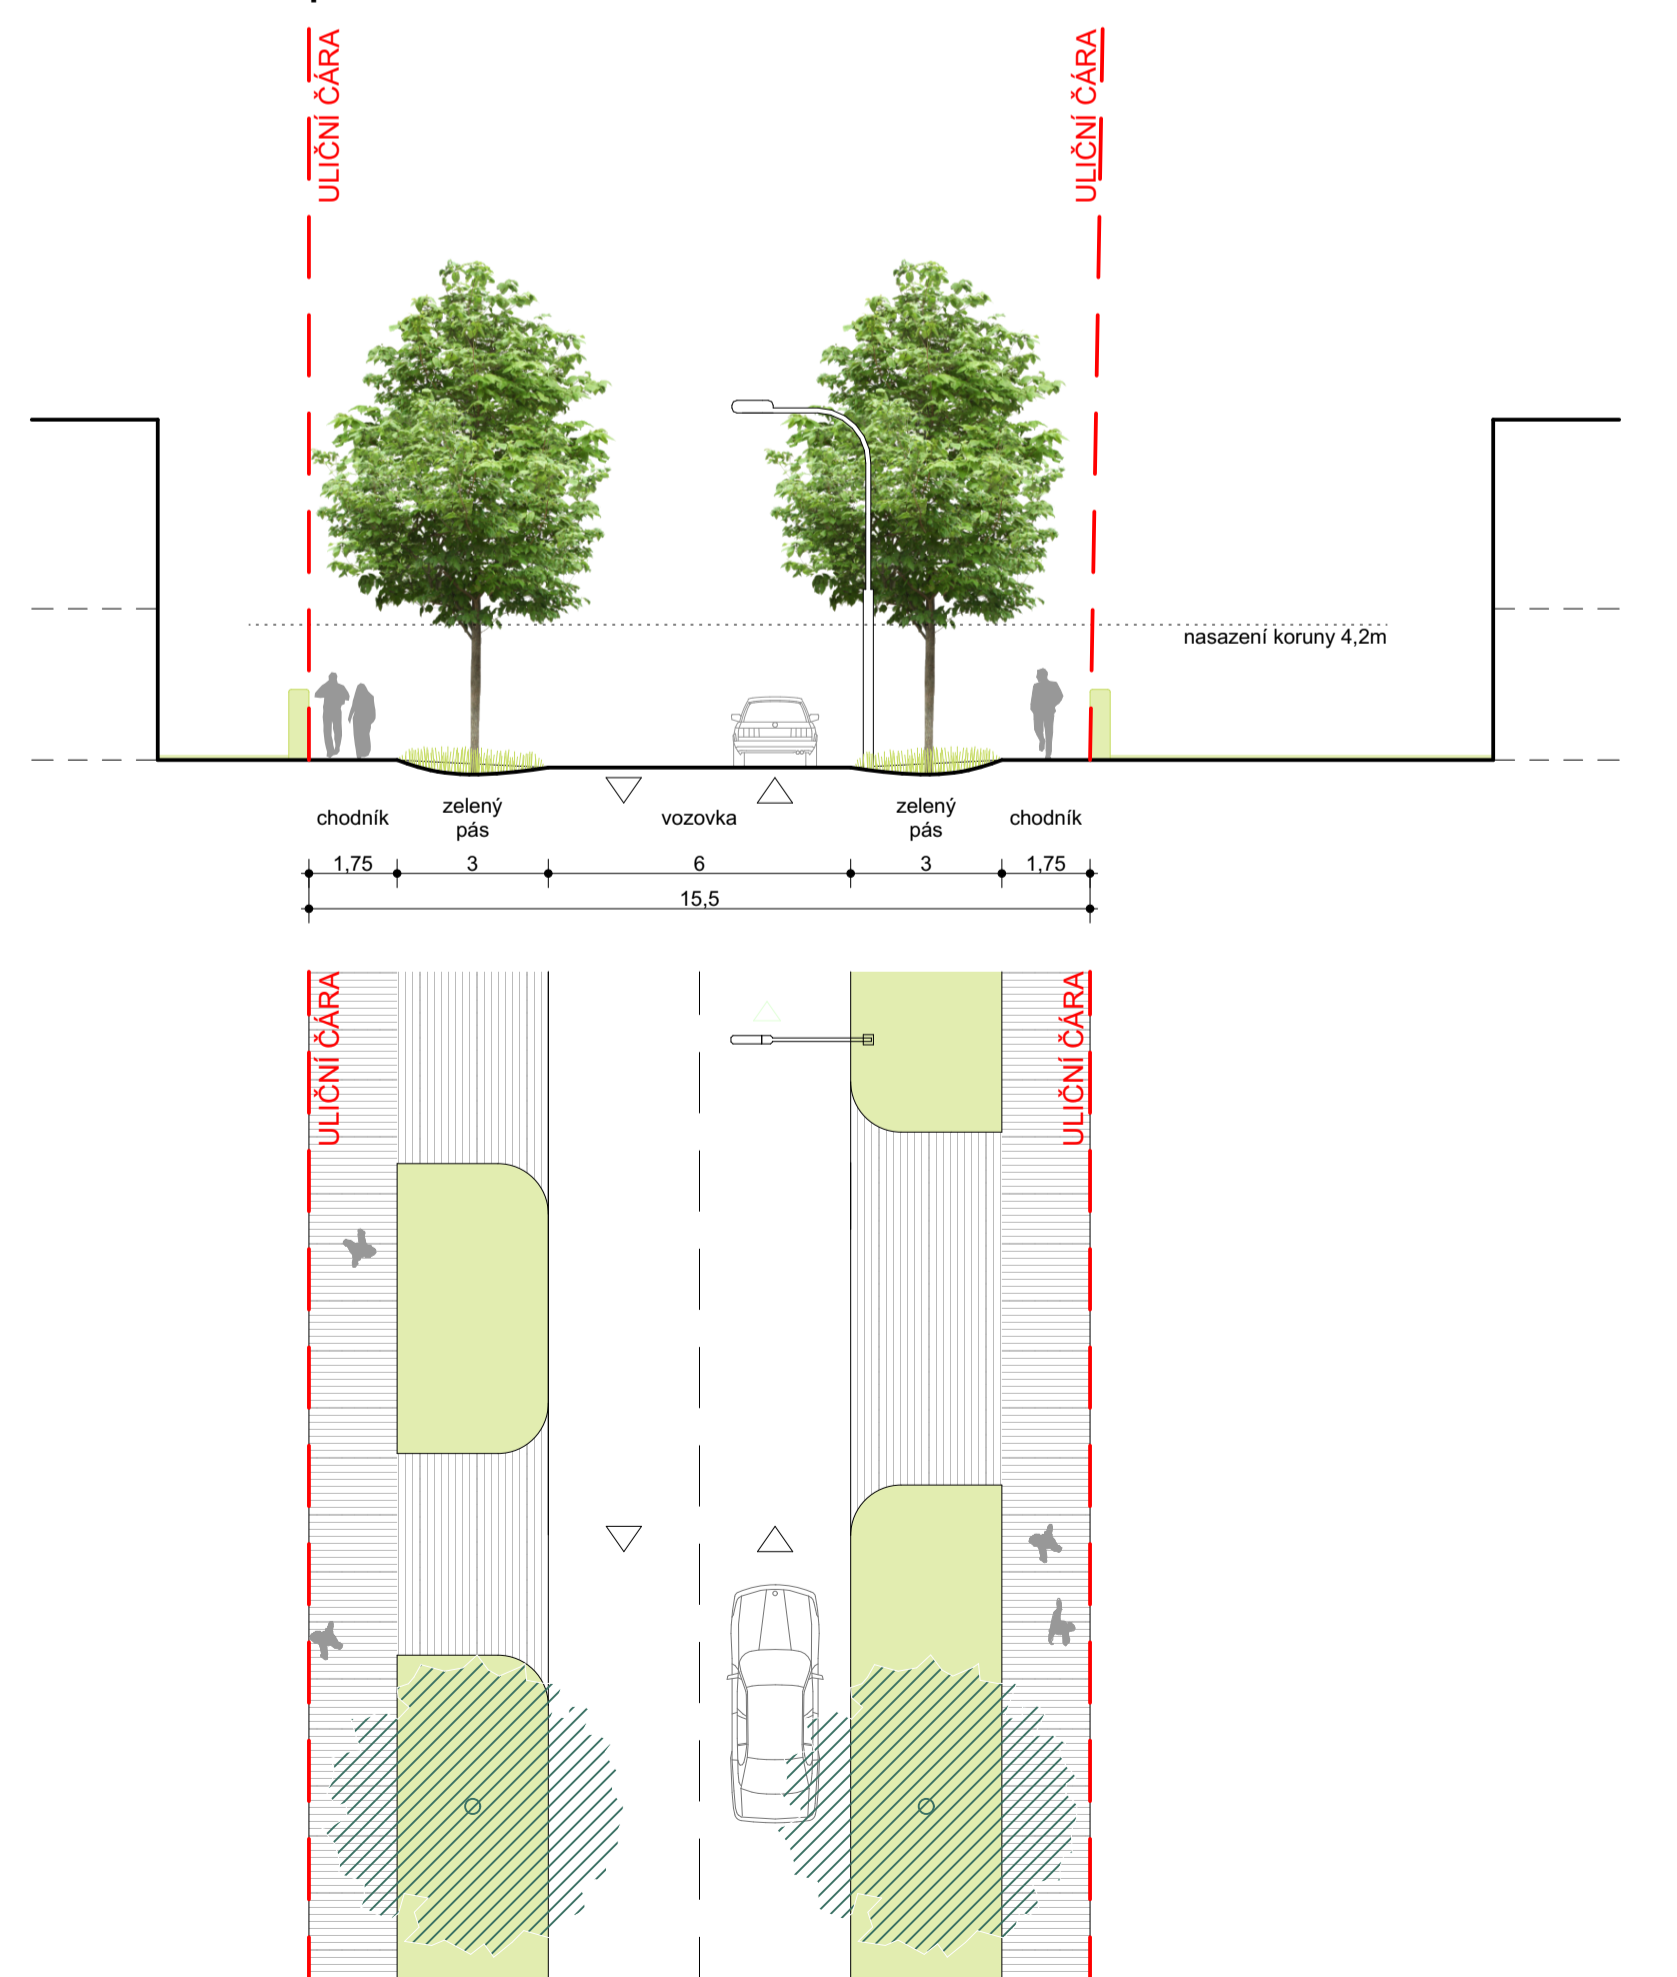 ULIČNÍ ČÁRA
ULIČNÍ ČÁRA
nasazení koruny 4,2m
chodník
zelený
pás
vozovka
zelený
pás
chodník
1,75
3
6
3
1,75
15,5
ULIČNÍ ČÁRA
ULIČNÍ ČÁRA